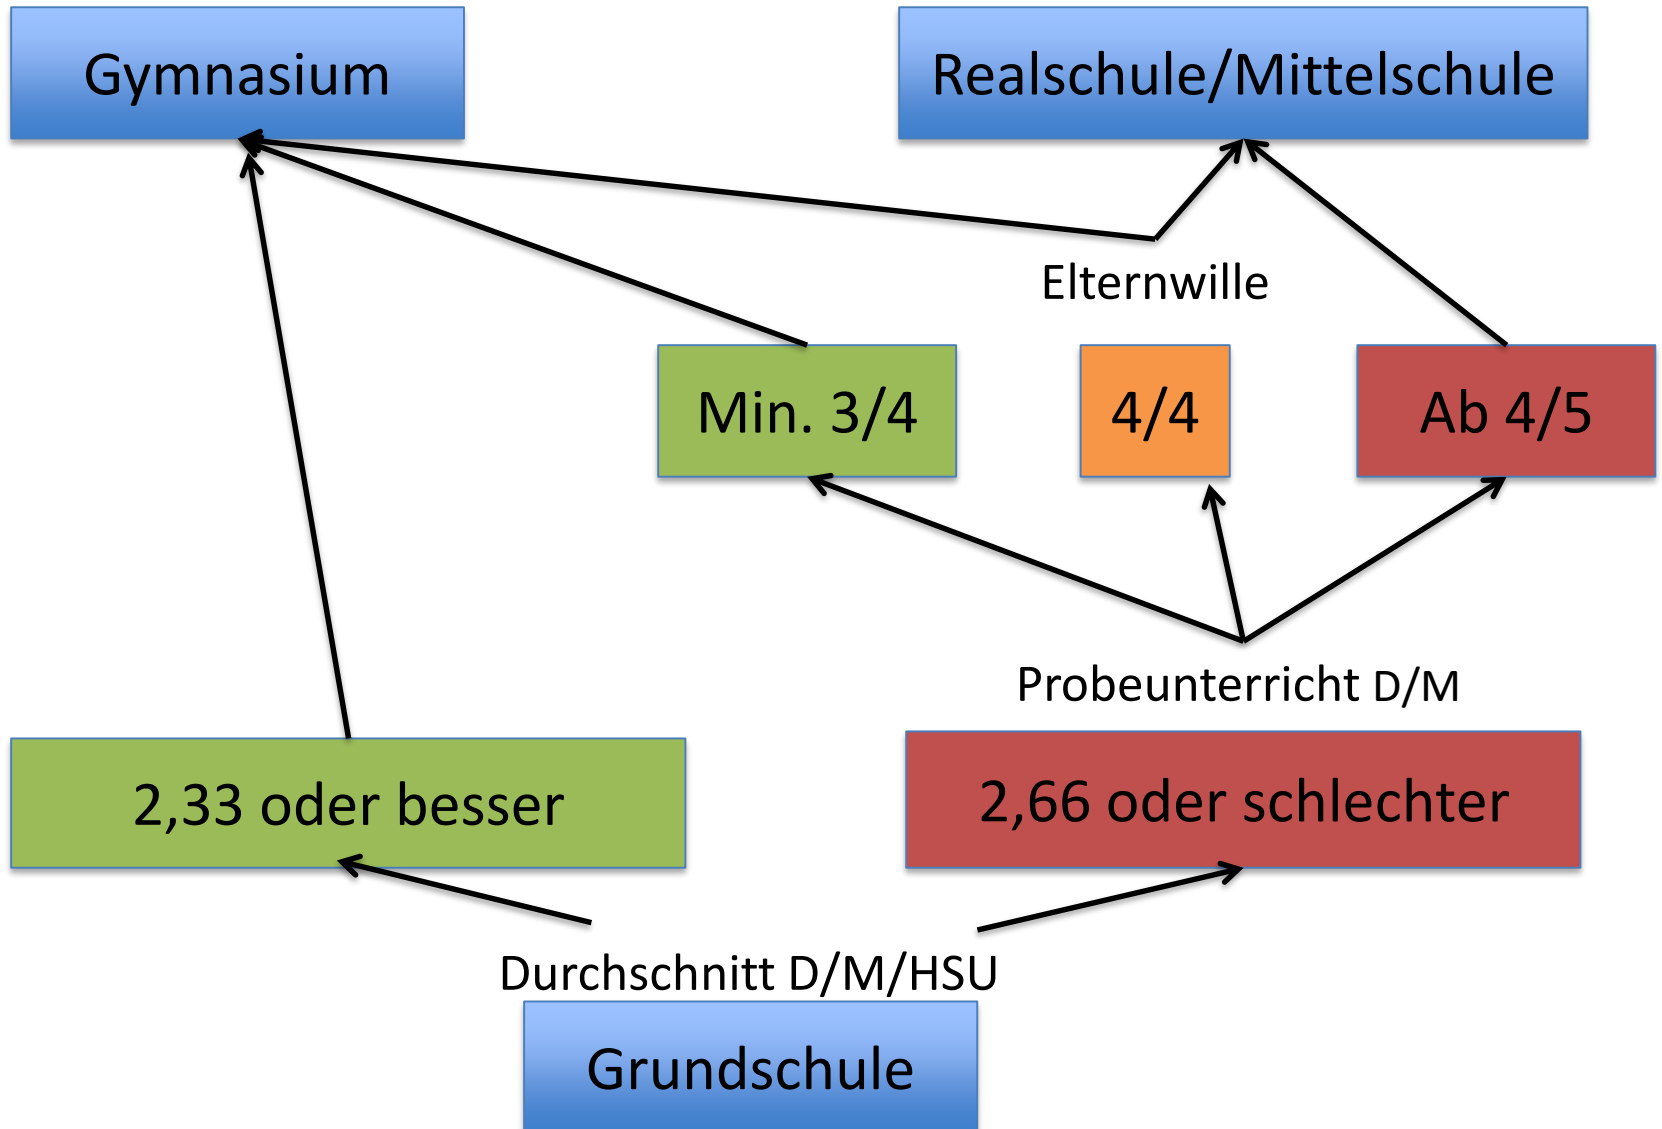 Gymnasium
Realschule/Mittelschule
Elternwille
Min. 3/4
4/4
Ab 4/5
Probeunterricht D/M
2,33 oder besser
2,66 oder schlechter
Durchschnitt D/M/HSU
Grundschule